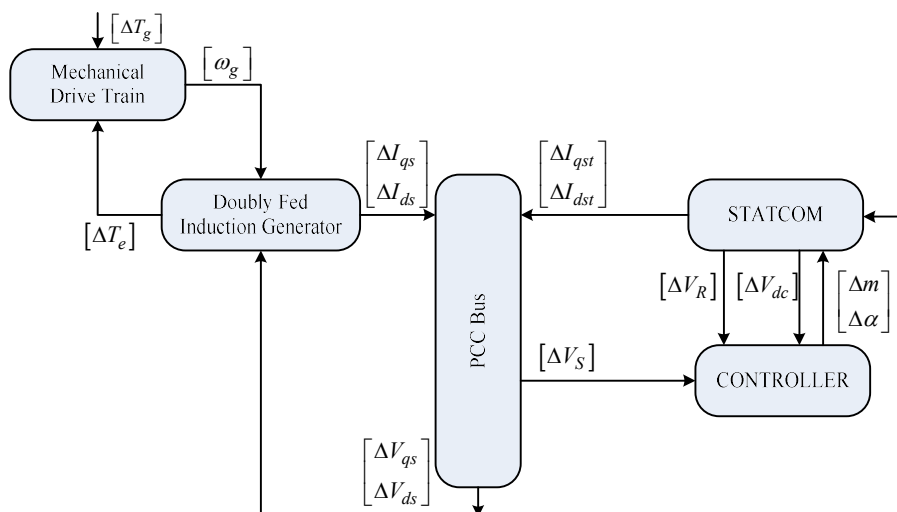 [ΔT_g]
Mechanical
Drive Train
[ω_g]
[ΔT_e]
Doubly Fed
Induction Generator
[ΔI_qs
ΔI_ds]
[ΔI_qst
ΔI_dst]
PCC Bus
STATCOM
[ΔV_R] [ΔV_dc]
[Δm
Δα]
[ΔV_S]
CONTROLLER
[ΔV_qs
ΔV_ds]